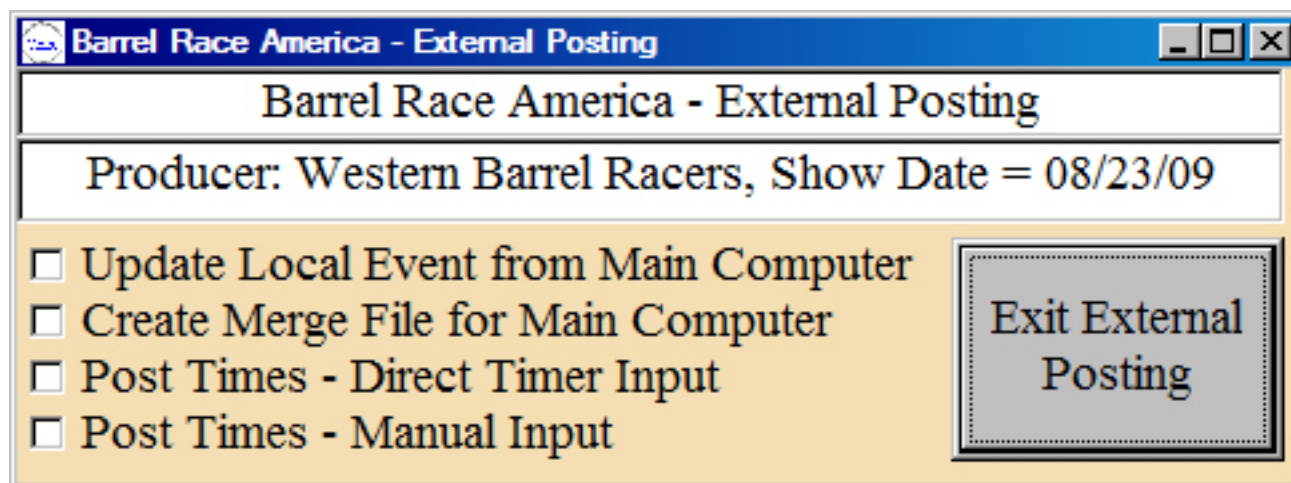 Barrel Race America - External Posting
Barrel Race America - External Posting
Producer: Western Barrel Racers, Show Date = 08/23/09
Update Local Event from Main Computer
Create Merge File for Main Computer
Post Times - Direct Timer Input
Post Times - Manual Input
Exit External
Posting